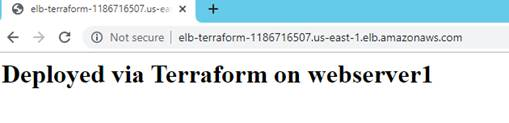 elb-terraform-1186716507.us-ea
Not secure | elb-terraform-1186716507.us-east-1.elb.amazonaws.com
Deployed via Terraform on webserver1